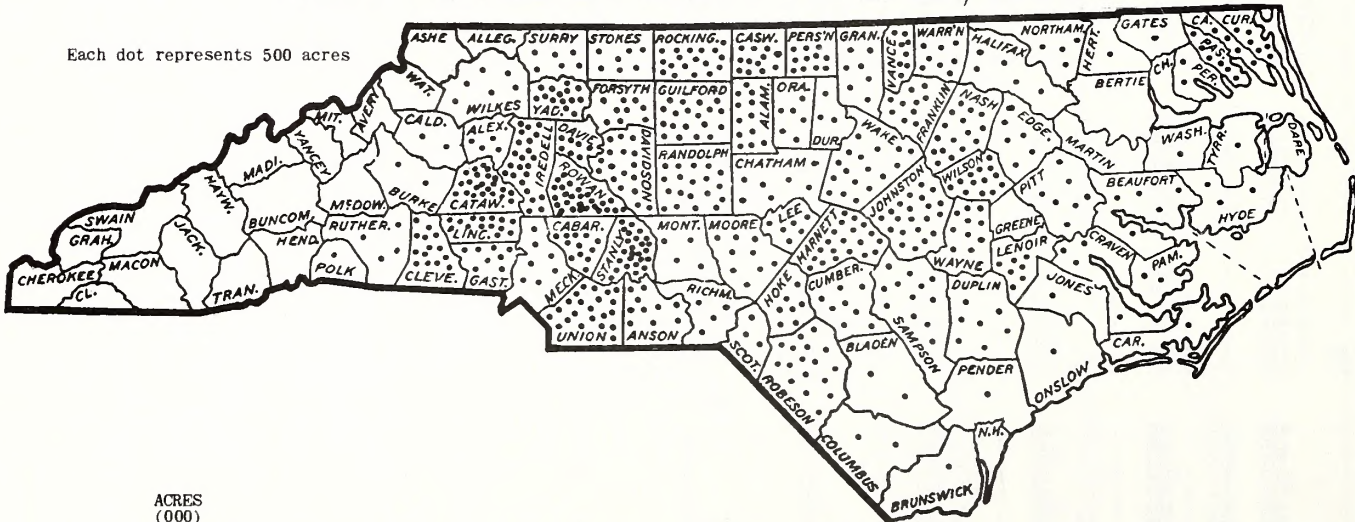 Each dot represents 500 acres
ASHE ALLEG. SURRY STOKES ROCKING. CASW. PERS'N GRAN. VANCE WARR'N HALIFAX NORTHAM. HERT. GATES CA. CUR.
PAS. PER. CH. BERTIE
WAT. WILKES YAD. FORSYTH GUILFORD ALAM. ORA. DUR. FRANKLIN NASH EDGE. MARTIN WASH. TYRR. DARE
MIT. AVERY CALD. ALEX. IREDELL DAVIE DAVIDSON RANDOLPH CHATHAM WAKE WILSON PITT BEAUFORT HYDE
MADI. YANCEY BURKE CATAW. ROWAN JOHNSTON GREENE
HAYW. BUNCOM. McDOW. LING. CABAR. STANLY MONT. MOORE LEE HARNETT WAYNE LENOIR CRAVEN PAM.
SWAIN GRAH. JACK. HEND. RUTHER. CLEVE. GAST. MECK. HOKE CUMBER. SAMPSON DUPLIN JONES
CHEROKEE MACON CL. TRAN. POLK UNION ANSON RICHM. SCOT. ROBESON BLADEN PENDER ONSLOW CAR.
COLUMBUS N.H. BRUNSWICK
ACRES
(000)